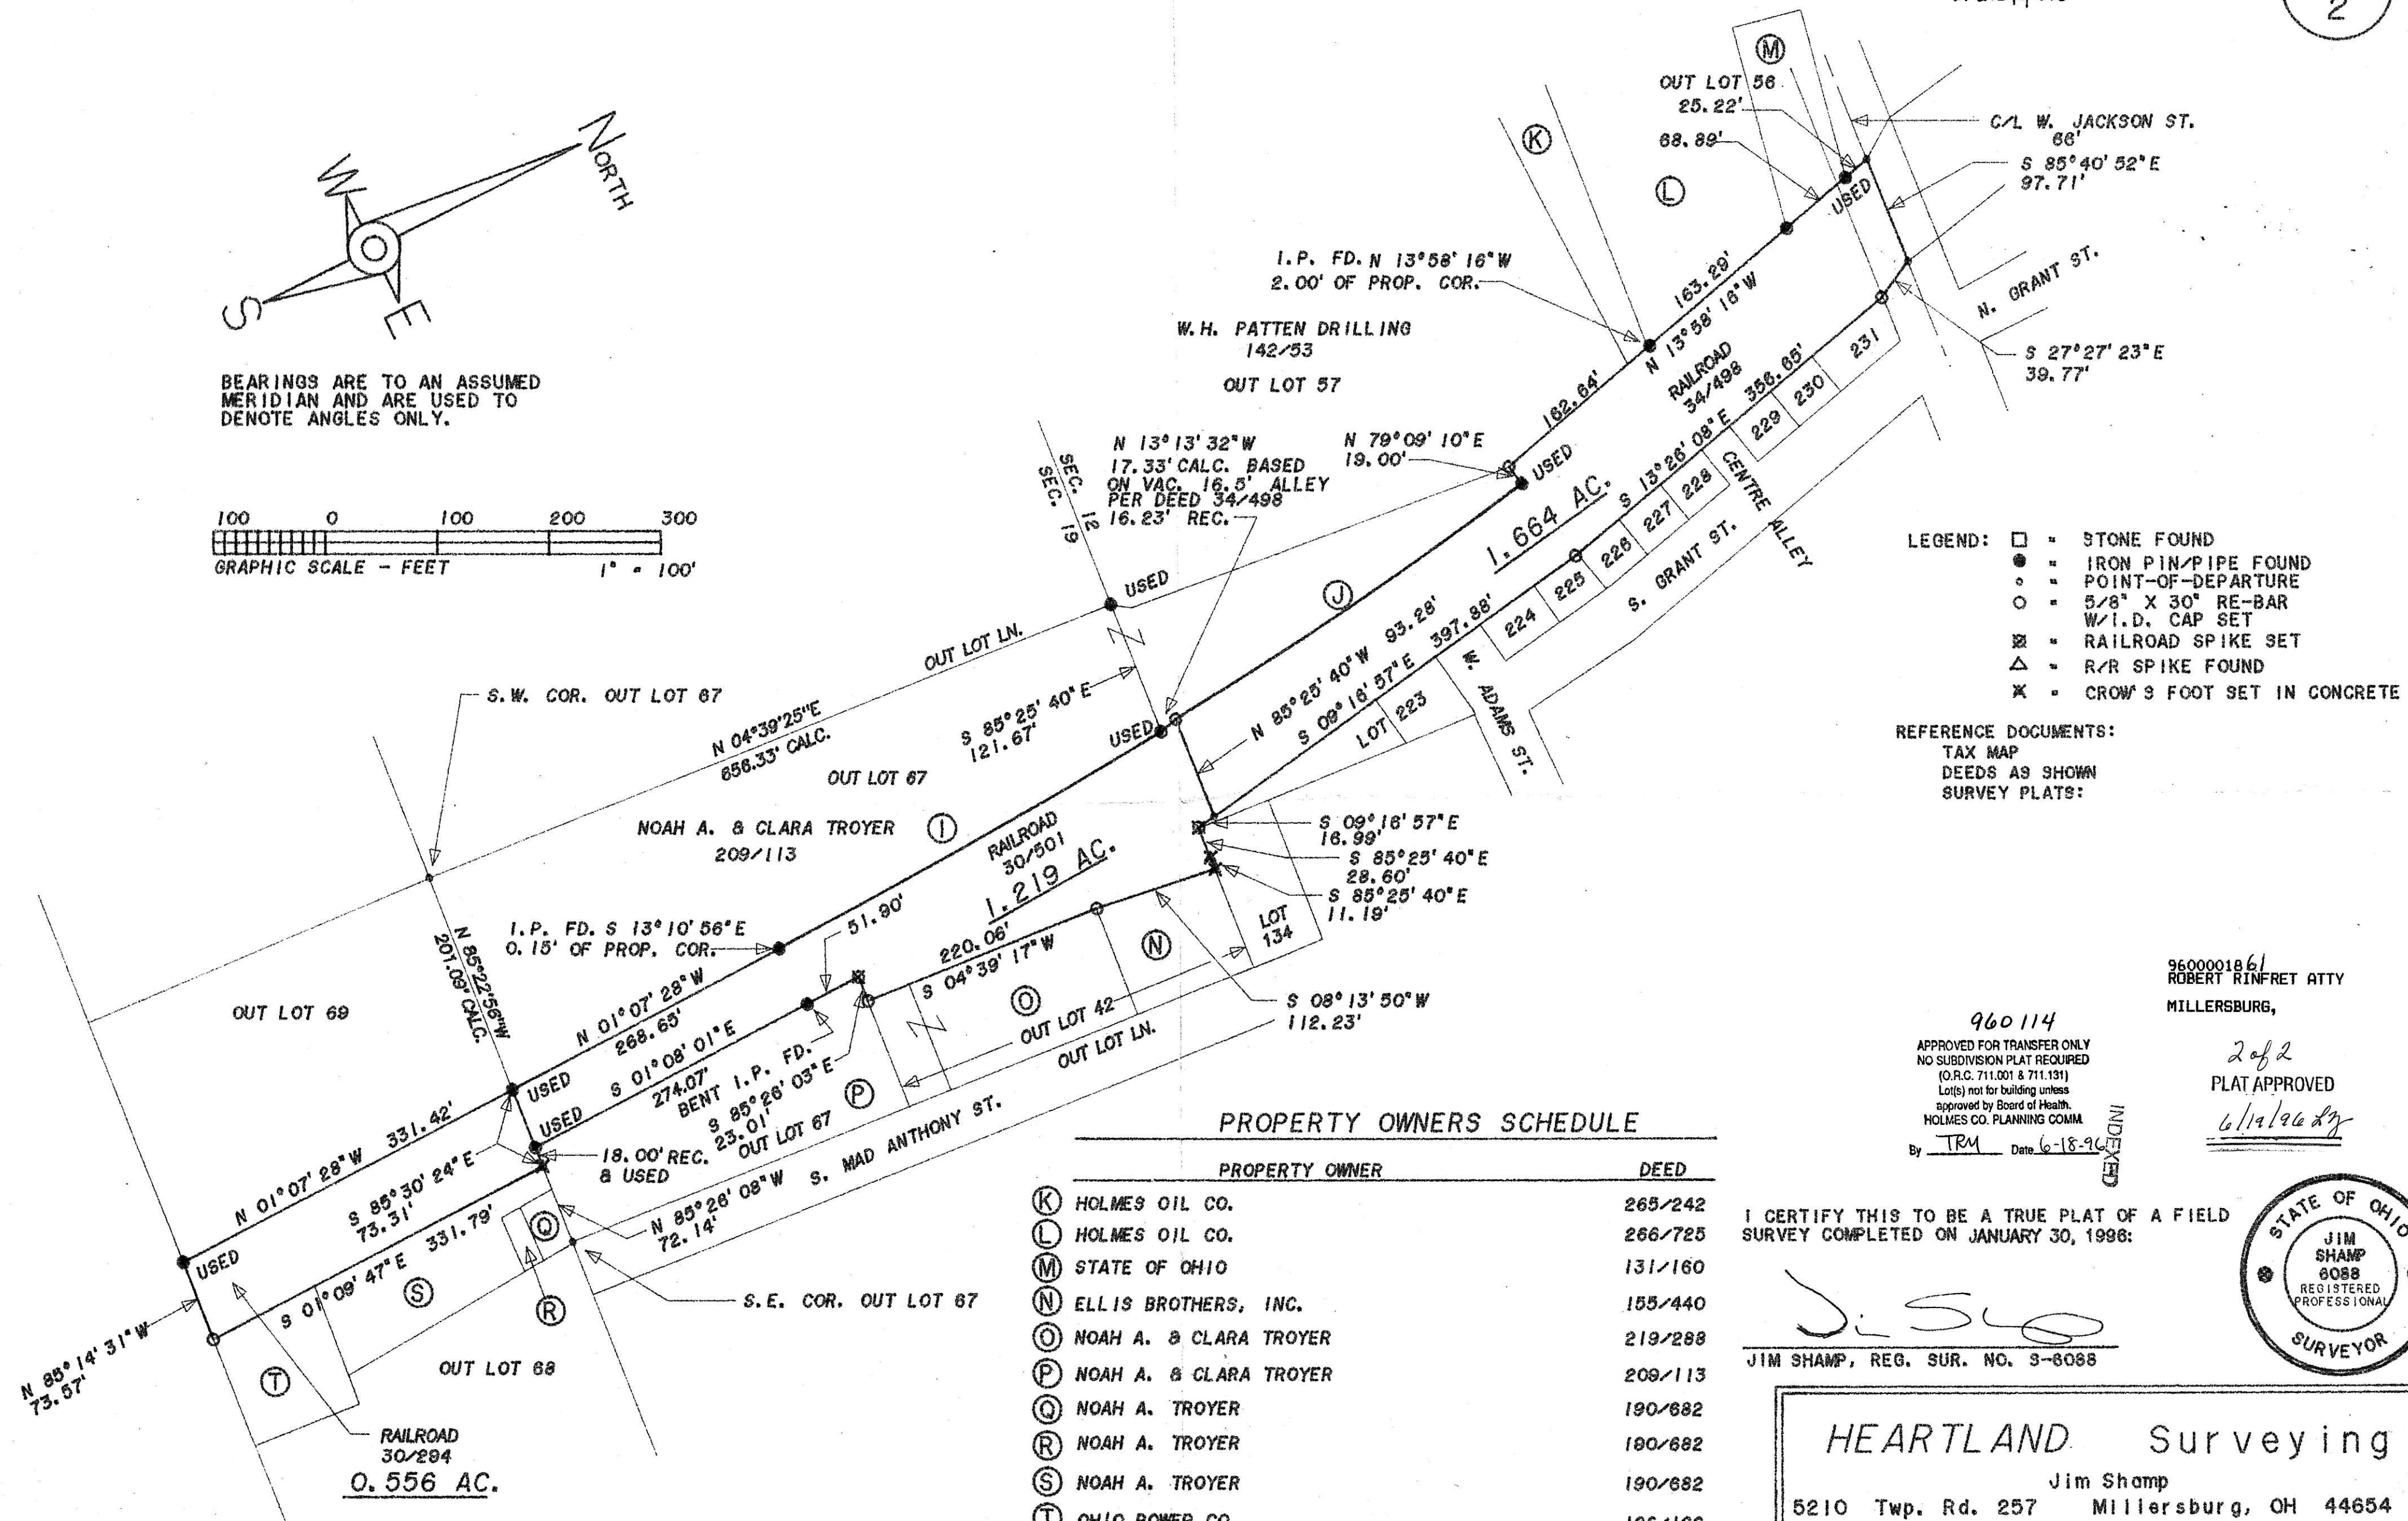 2
OUT LOT 56
25.22'
68.89'
M
C/L W. JACKSON ST.
66'
S 85°40'52"E
97.71'
K
L
NORTH
W
S
E
I.P. FD. N 13°58'16"W
2.00' OF PROP. COR.
163.29'
N 13°58'16"W
USED
N. GRANT ST.
S 27°27'23"E
39.77'
W.H. PATTEN DRILLING
142/53
OUT LOT 57
BEARINGS ARE TO AN ASSUMED
MERIDIAN AND ARE USED TO
DENOTE ANGLES ONLY.
RAILROAD
34/498
162.64'
S 13°26'08"E 356.65'
231
230
229
228
227
226
225
224
LOT 223
CENTRE ALLEY
N 13°13'32"W
17.33' CALC. BASED
ON VAC. 16.5' ALLEY
PER DEED 34/498
16.23' REC.
N 79°09'10"E
19.00'
USED
SEC. 12
SEC. 19
1.664 AC.
S. GRANT ST.
100 0 100 200 300
GRAPHIC SCALE - FEET 1" = 100'
LEGEND:
= STONE FOUND
= IRON PIN/PIPE FOUND
= POINT-OF-DEPARTURE
= 5/8" X 30" RE-BAR
W/I.D. CAP SET
= RAILROAD SPIKE SET
= R/R SPIKE FOUND
= CROW'S FOOT SET IN CONCRETE
REFERENCE DOCUMENTS:
TAX MAP
DEEDS AS SHOWN
SURVEY PLATS:
USED
J
OUT LOT LN.
N 85°25'40"W 93.28'
S 09°16'57"E 397.88'
W. ADAMS ST.
S.W. COR. OUT LOT 67
N 04°39'25"E
656.33' CALC.
S 85°25'40"E
121.67'
USED
OUT LOT 67
NOAH A. & CLARA TROYER
209/113
I
RAILROAD
30/501
1.219 AC.
S 09°16'57"E
16.99'
S 85°25'40"E
28.60'
S 85°25'40"E
11.19'
LOT
134
I.P. FD. S 13°10'56"E
0.15' OF PROP. COR.
51.90'
220.06'
S 04°39'17"W
N
O
OUT LOT 42
OUT LOT LN.
S 08°13'50"W
112.23'
OUT LOT 69
N 85°22'56"W
201.09' CALC.
N 01°07'28"W
268.65'
S 01°08'01"E
274.07'
BENT I.P. FD.
S 85°26'03"E
23.01'
OUT LOT 67
P
USED
USED
18.00' REC.
& USED
S. MAD ANTHONY ST.
N 85°26'08"W
72.14'
N 01°07'28"W 331.42'
S 85°30'24"E
73.31'
S 01°09'47"E 331.79'
USED
Q
R
S
T
S.E. COR. OUT LOT 67
OUT LOT 68
N 85°14'31"W
73.57'
RAILROAD
30/294
0.556 AC.
PROPERTY OWNERS SCHEDULE
PROPERTY OWNER DEED
K HOLMES OIL CO. 265/242
L HOLMES OIL CO. 266/725
M STATE OF OHIO 131/160
N ELLIS BROTHERS, INC. 155/440
O NOAH A. & CLARA TROYER 219/288
P NOAH A. & CLARA TROYER 209/113
Q NOAH A. TROYER 190/682
R NOAH A. TROYER 190/682
S NOAH A. TROYER 190/682
T OHIO POWER CO.
9600001861
ROBERT RINFRET ATTY
MILLERSBURG,
960114
APPROVED FOR TRANSFER ONLY
NO SUBDIVISION PLAT REQUIRED
(O.R.C. 711.001 & 711.131)
Lot(s) not for building unless
approved by Board of Health.
HOLMES CO. PLANNING COMM.
By TRM Date 6-18-96
INDEXED
2 of 2
PLAT APPROVED
6/19/96
I CERTIFY THIS TO BE A TRUE PLAT OF A FIELD
SURVEY COMPLETED ON JANUARY 30, 1996:
JIM SHAMP, REG. SUR. NO. S-6088
STATE OF OHIO
JIM
SHAMP
6088
REGISTERED
PROFESSIONAL
SURVEYOR
HEARTLAND Surveying
Jim Shamp
5210 Twp. Rd. 257 Millersburg, OH 44654